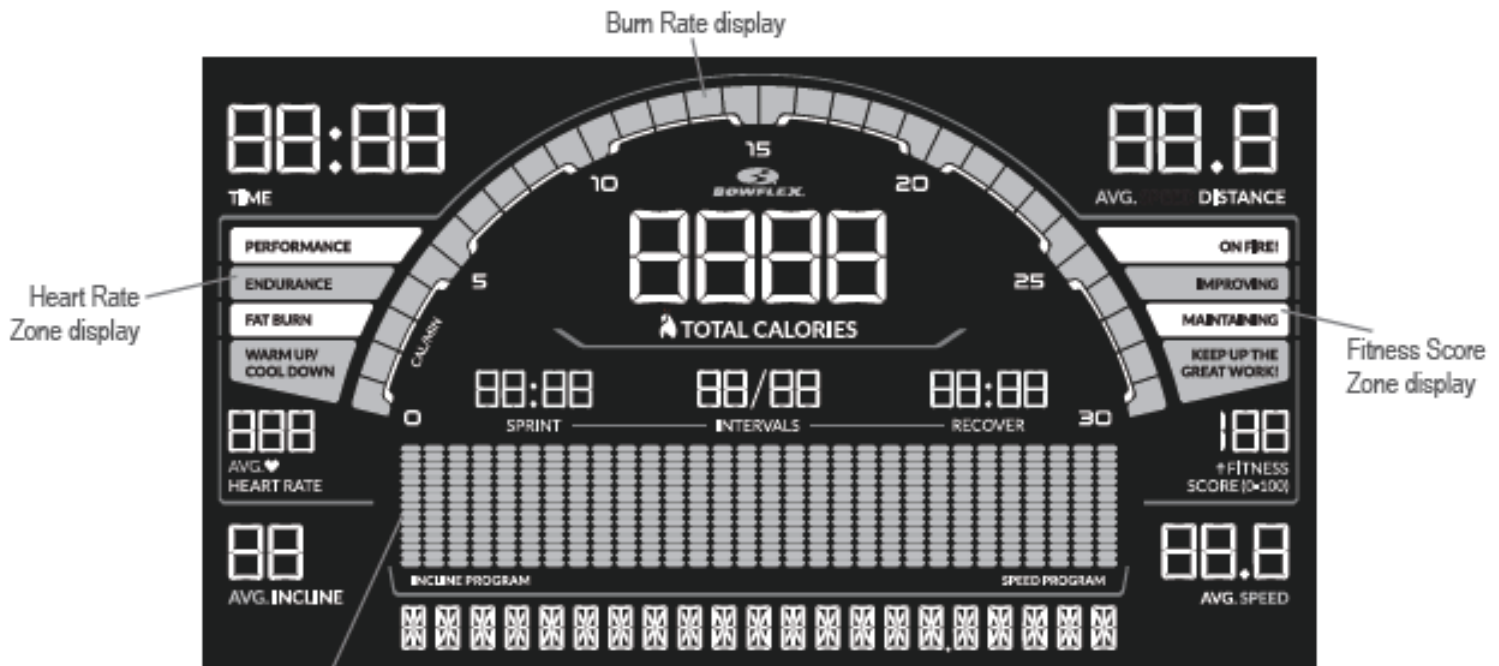 Burn Rate display
88:88
TIME
88.8
AVG. DISTANCE
15
10
20
BOWFLEX.
8888
TOTAL CALORIES
5
25
CAL/MIN
0
30
PERFORMANCE
ENDURANCE
FAT BURN
WARM UP/
COOL DOWN
Heart Rate
Zone display
ON FIRE!
IMPROVING
MAINTAINING
KEEP UP THE
GREAT WORK!
Fitness Score
Zone display
88:88
SPRINT
88/88
INTERVALS
88:88
RECOVER
888
AVG.
HEART RATE
188
FITNESS
SCORE (0-100)
88
AVG. INCLINE
88.8
AVG. SPEED
INCLINE PROGRAM
SPEED PROGRAM